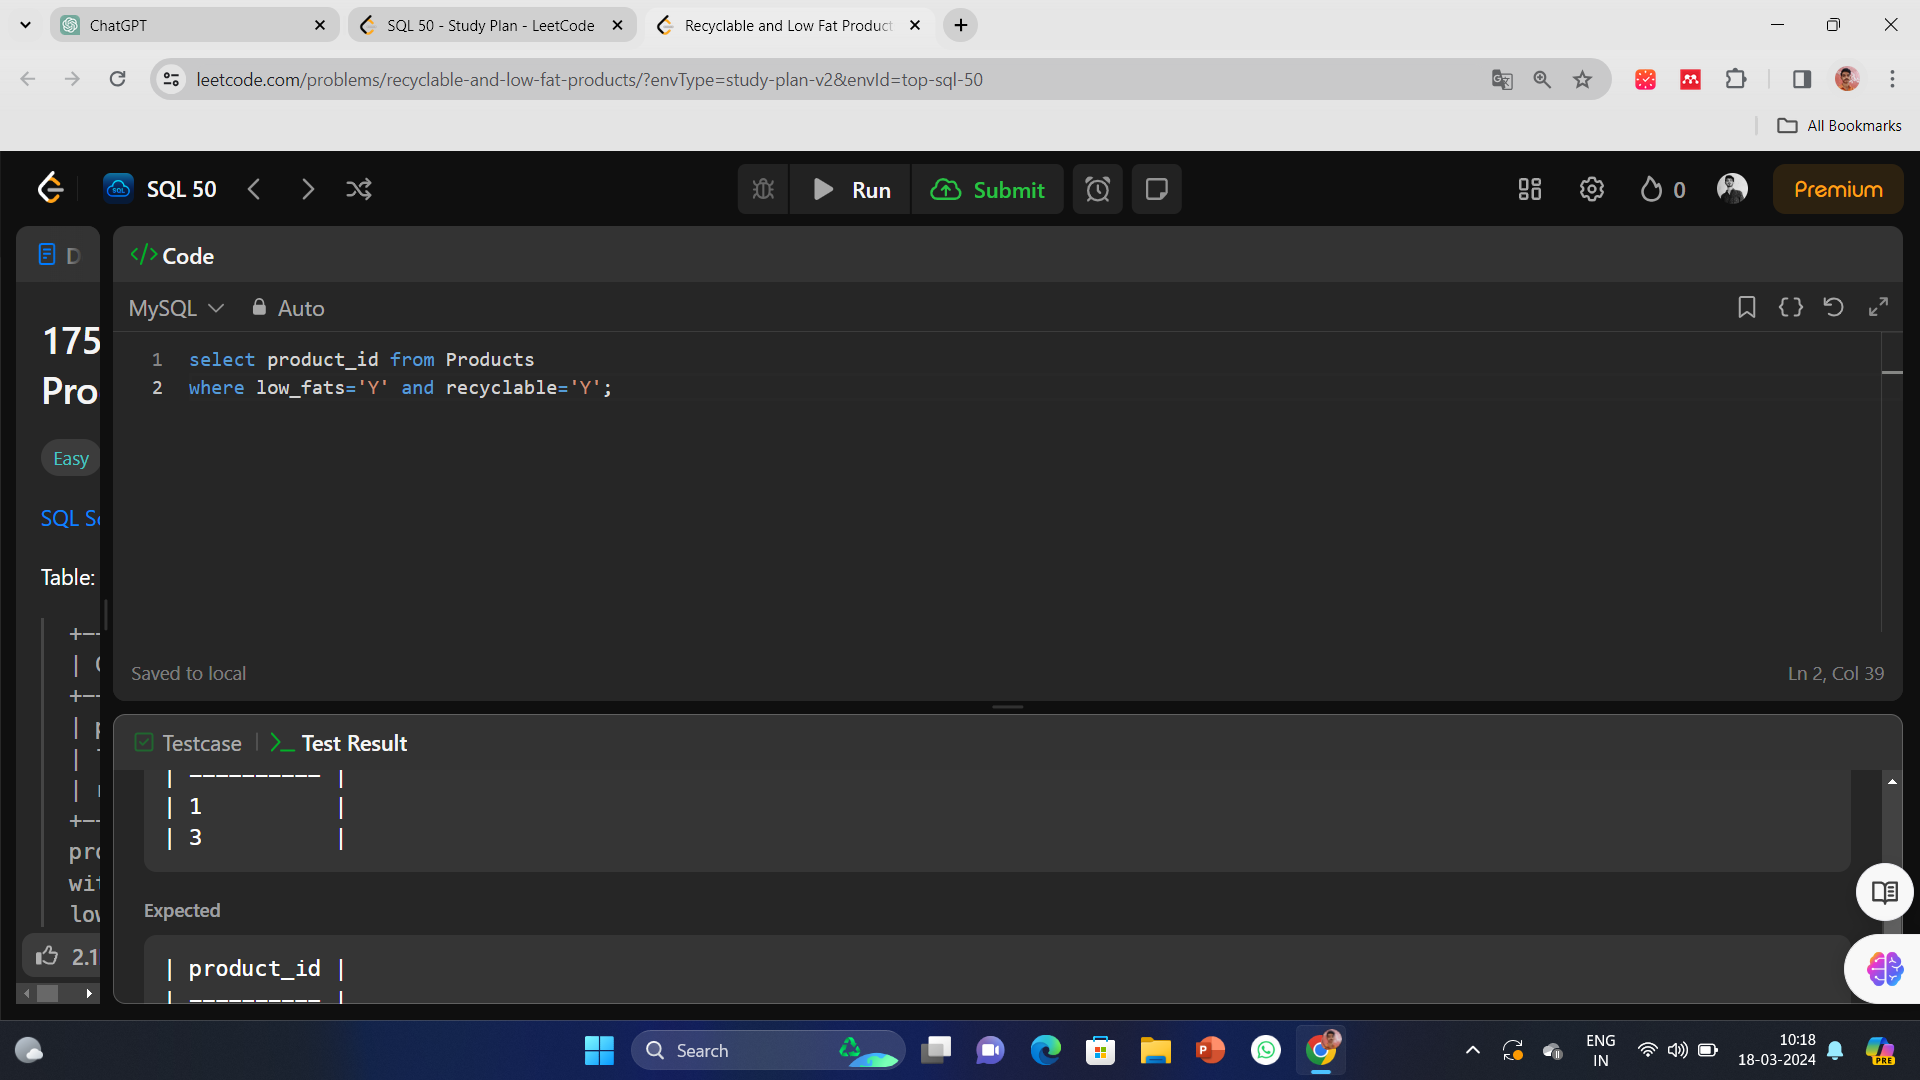 ChatGPT
SQL 50 - Study Plan - LeetCode
Recyclable and Low Fat Product
leetcode.com/problems/recyclable-and-low-fat-products/?envType=study-plan-v2&envId=top-sql-50
All Bookmarks
SQL 50
Run
Submit
0
Premium
D
</> Code
MySQL
Auto
175
Pro
Easy
SQL
Table:
1 select product_id from Products
2 where low_fats='Y' and recyclable='Y';
Saved to local
Ln 2, Col 39
+--
|
+--
|
|
|
+--
pro
wit
low
2.1
Testcase
>_ Test Result
| ---------- |
| 1 |
| 3 |
Expected
| product_id |
| ---------- |
Search
ENG
IN
10:18
18-03-2024
PRE